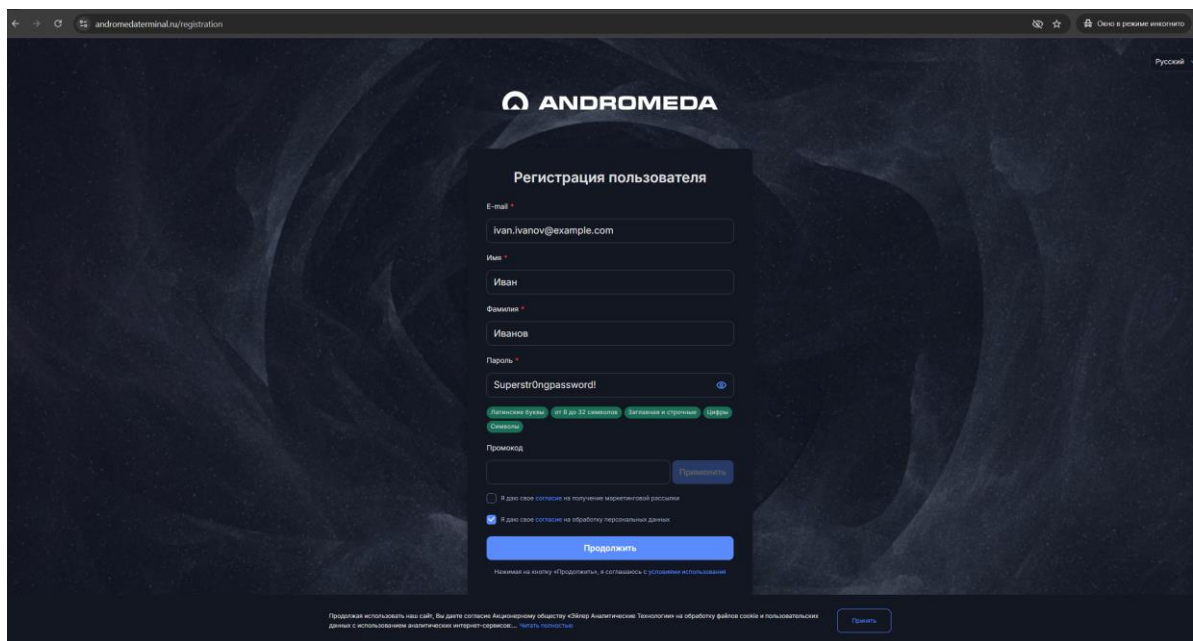 andromedaterminal.ru/registration
Окно в режиме инкогнито
Русский
ANDROMEDA
Регистрация пользователя
E-mail *
ivan.ivanov@example.com
Имя *
Иван
Фамилия *
Иванов
Пароль *
Superstr0ngpassword!
Латинские буквы от 8 до 32 символов Заглавная и строчные Цифры
Символы
Промокод
Применить
Я даю свое согласие на получение маркетинговой рассылки
Я даю свое согласие на обработку персональных данных
Продолжить
Нажимая на кнопку «Продолжить», я соглашаюсь с условиями использования
Продолжая использовать наш сайт, Вы даете согласие Акционерному обществу «Эйлер Аналитические Технологии» на обработку файлов cookie и пользовательских
данных с использованием аналитических интернет-сервисов:... Читать полностью
Принять